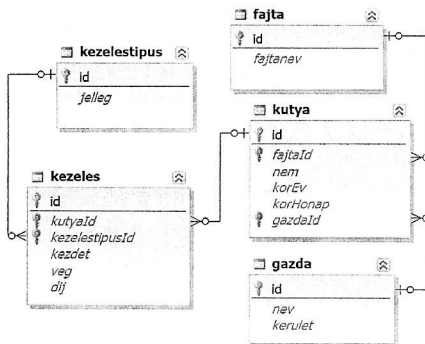 kezelestipus
id
jelleg
fajta
id
fajtanev
kutya
id
fajtaId
nem
korEv
korHonap
gazdaId
kezeles
id
kutyaId
kezelestipusId
kezdet
veg
dij
gazda
id
nev
kerulet